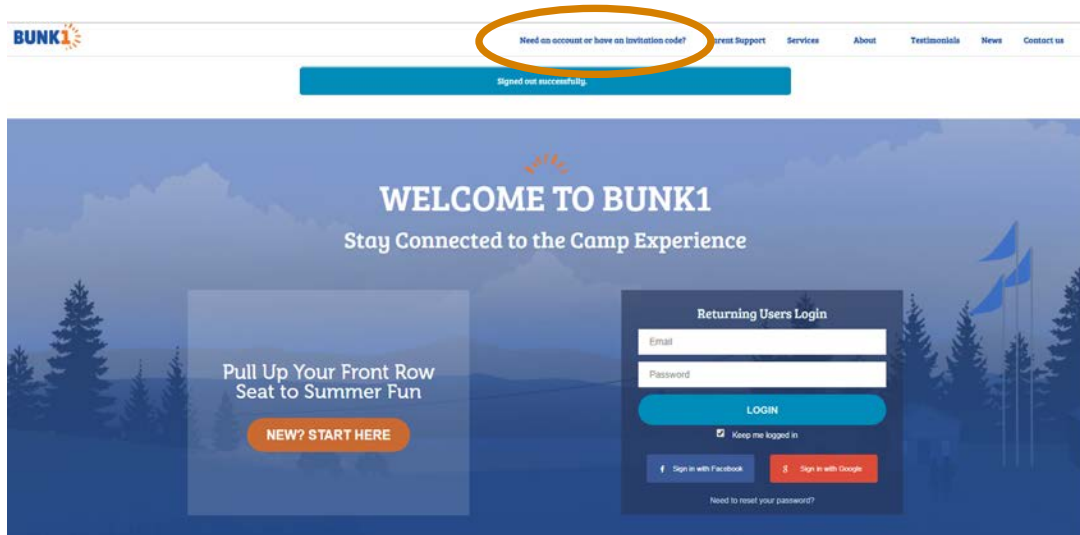 BUNK1
Need an account or have an invitation code? Parent Support Services About Testimonials News Contact us
Signed out successfully.
WELCOME TO BUNK1
Stay Connected to the Camp Experience
Returning Users Login
Email
Password
Pull Up Your Front Row
Seat to Summer Fun
LOGIN
NEW? START HERE
Keep me logged in
f Sign in with Facebook
g Sign in with Google
Need to reset your password?